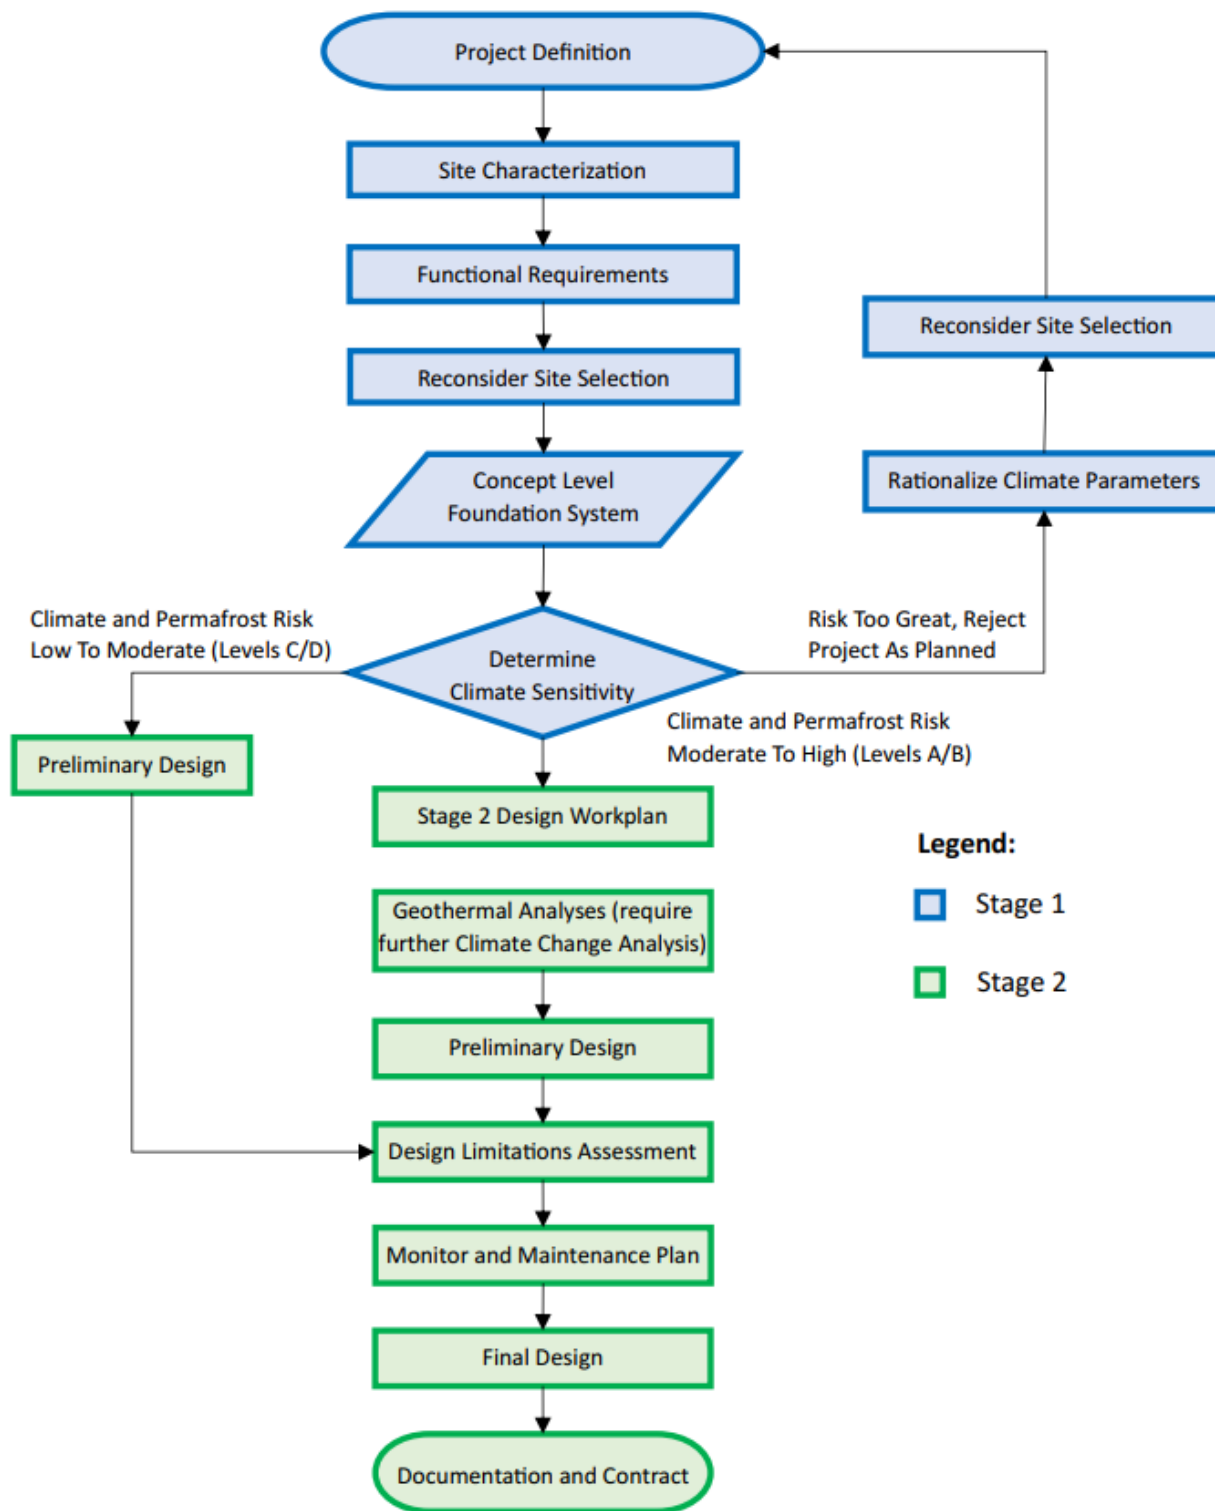 Project Definition
Site Characterization
Functional Requirements
Reconsider Site Selection
Reconsider Site Selection
Concept Level
Foundation System
Rationalize Climate Parameters
Climate and Permafrost Risk
Low To Moderate (Levels C/D)
Risk Too Great, Reject
Project As Planned
Determine
Climate Sensitivity
Climate and Permafrost Risk
Moderate To High (Levels A/B)
Preliminary Design
Stage 2 Design Workplan
Legend:
Stage 1
Stage 2
Geothermal Analyses (require
further Climate Change Analysis)
Preliminary Design
Design Limitations Assessment
Monitor and Maintenance Plan
Final Design
Documentation and Contract